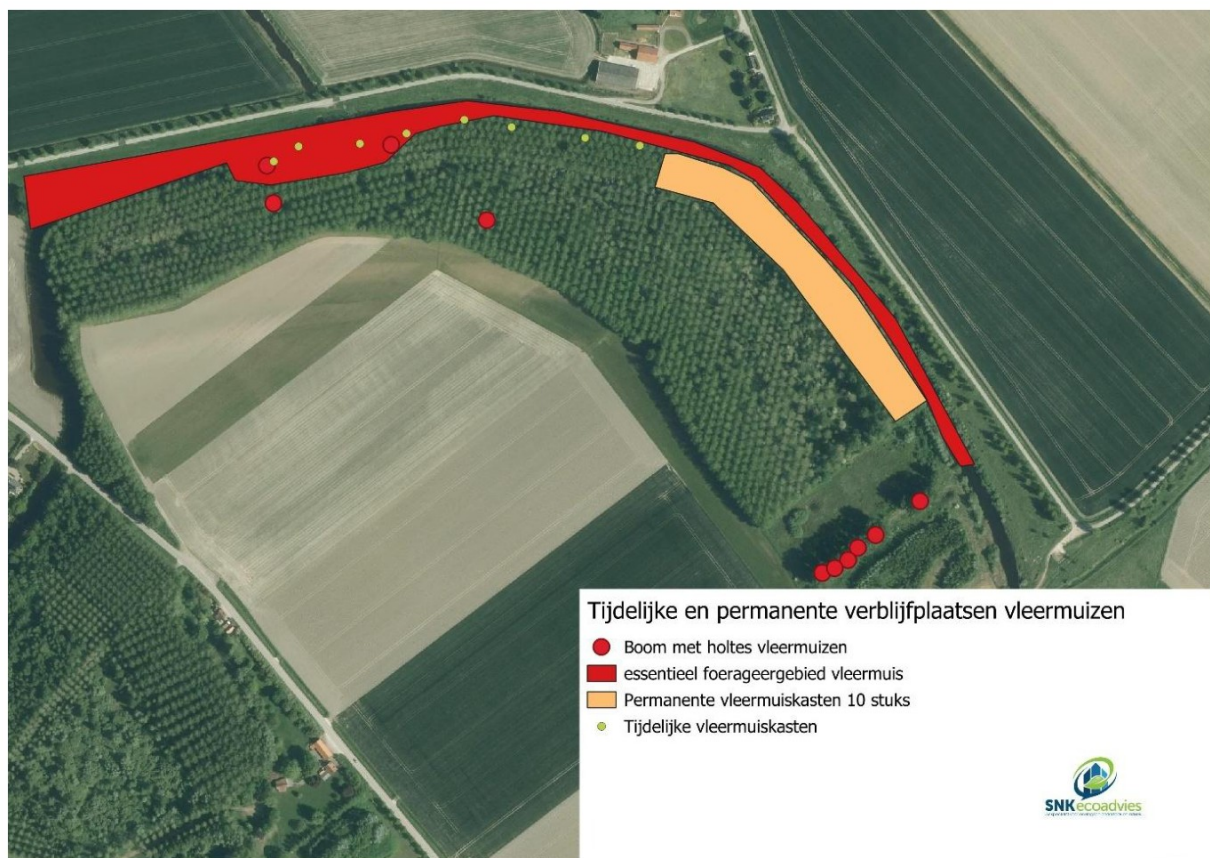 Tijdelijke en permanente verblijfplaatsen vleermuizen
Boom met holtes vleermuizen
essentieel foerageergebied vleermuis
Permanente vleermuiskasten 10 stuks
Tijdelijke vleermuiskasten
SNKecoadvies